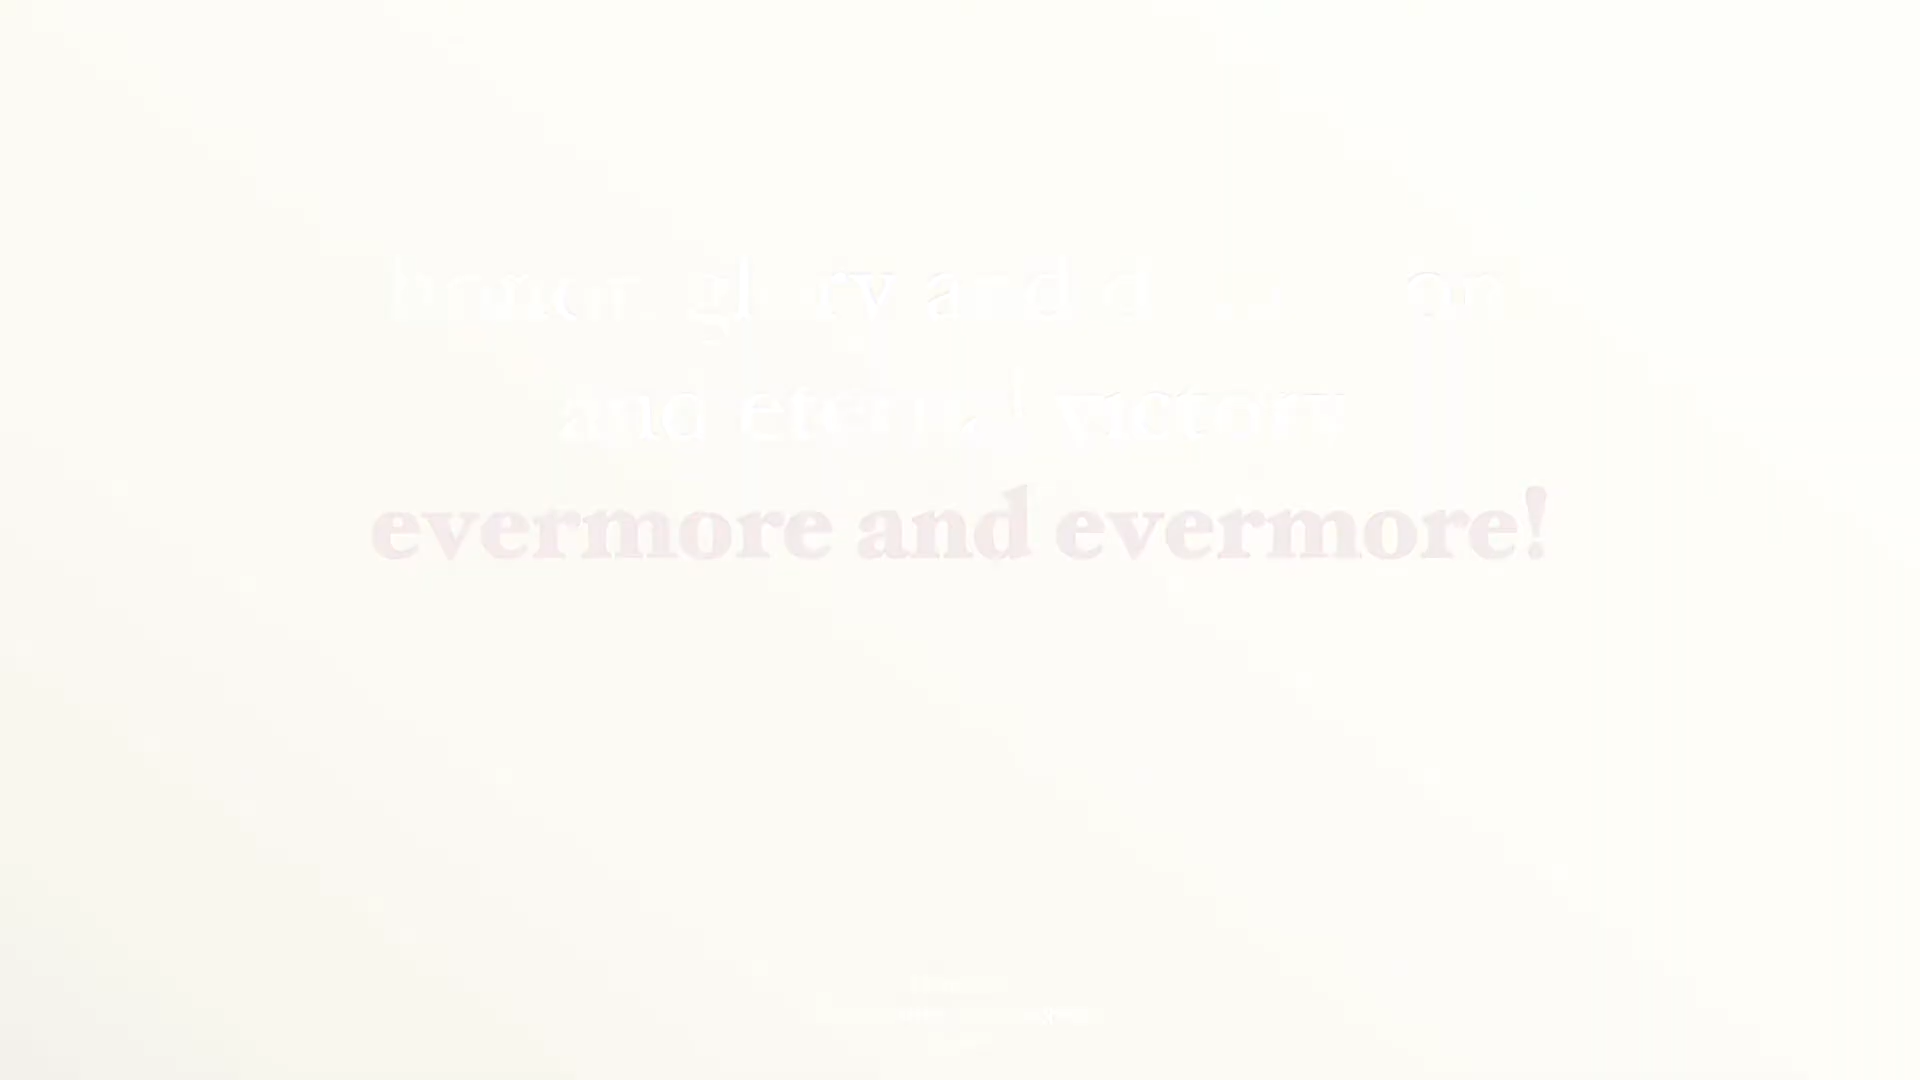 honor, glory and dominion
and eternal victory
evermore and evermore!